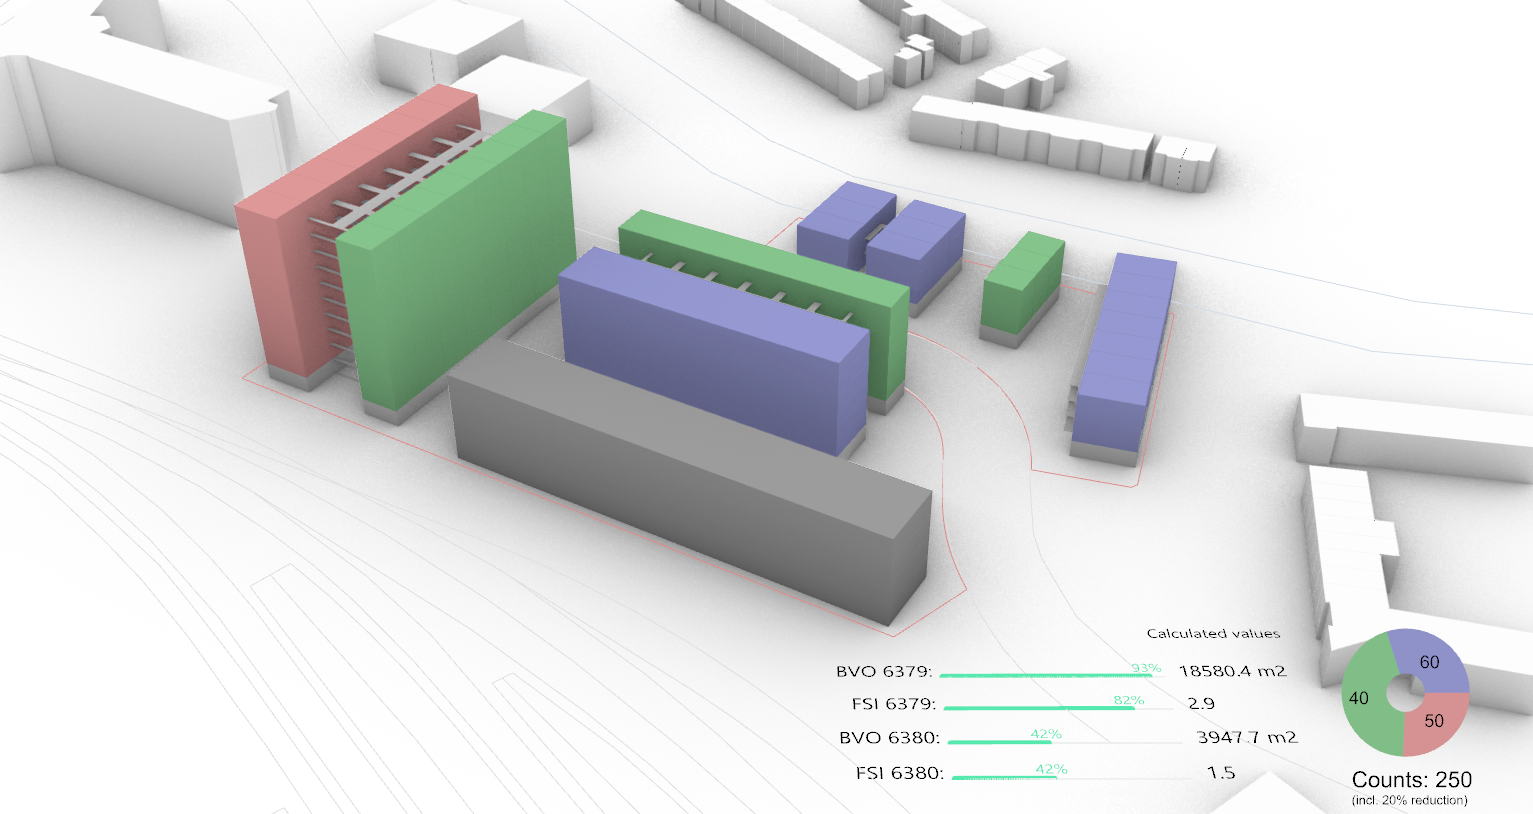 Calculated values
BVO 6379: 93% 18580.4 m2
FSI 6379: 82% 2.9
BVO 6380: 42% 3947.7 m2
FSI 6380: 42% 1.5
60
40
50
Counts: 250
(incl. 20% reduction)